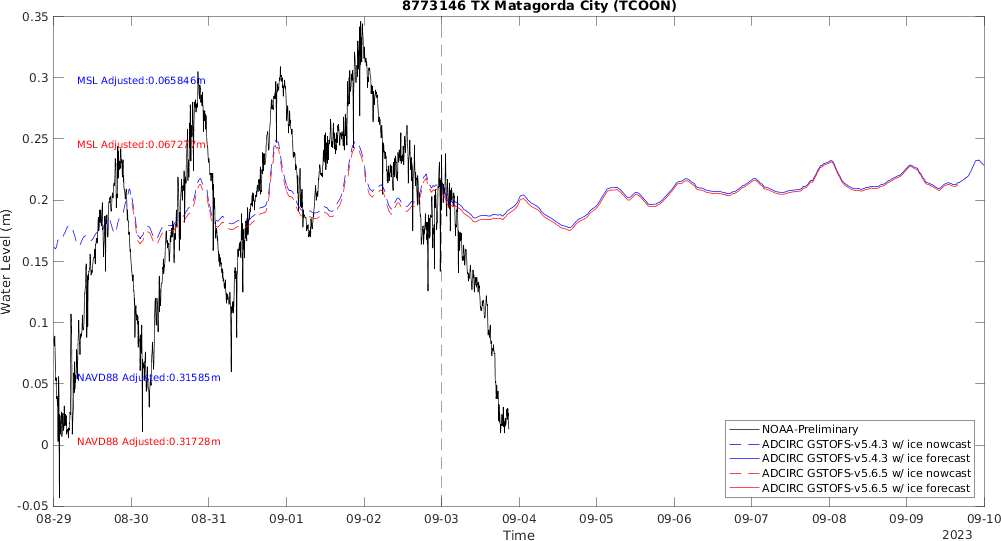 8773146 TX Matagorda City (TCOON)
0.35
0.3
0.25
0.2
0.15
0.1
0.05
0
-0.05
Water Level (m)
MSL Adjusted:0.065846m
MSL Adjusted:0.067277m
NAVD88 Adjusted:0.31585m
NAVD88 Adjusted:0.31728m
NOAA-Preliminary
ADCIRC GSTOFS-v5.4.3 w/ ice nowcast
ADCIRC GSTOFS-v5.4.3 w/ ice forecast
ADCIRC GSTOFS-v5.6.5 w/ ice nowcast
ADCIRC GSTOFS-v5.6.5 w/ ice forecast
08-29 08-30 08-31 09-01 09-02 09-03 09-04 09-05 09-06 09-07 09-08 09-09 09-10
Time
2023